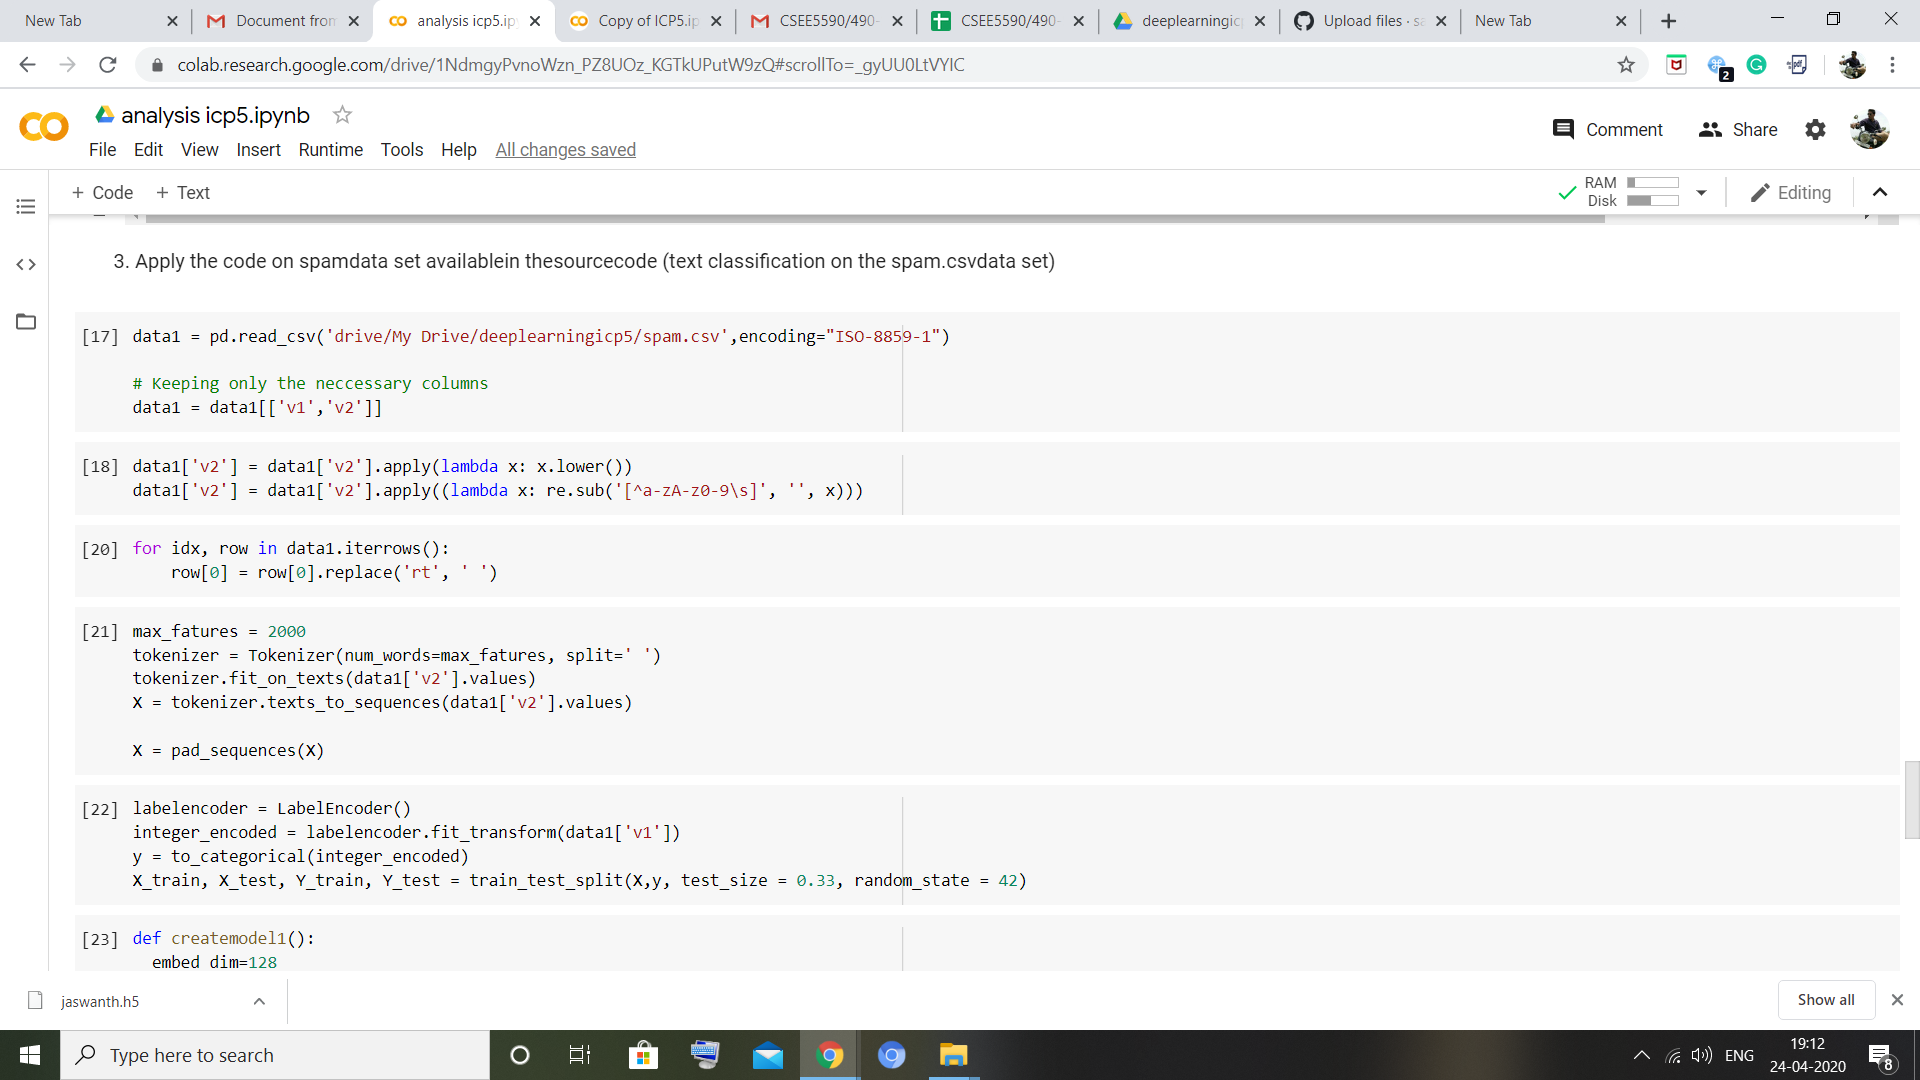 New Tab
Document from
analysis icp5.ip
Copy of ICP5.ip
CSEE5590/490-
CSEE5590/490-
deeplearningic
Upload files · sa
New Tab
colab.research.google.com/drive/1NdmgyPvnoWzn_PZ8UOz_KGTkUPutW9zQ#scrollTo=_gyUU0LtVYIC
2
pdf
analysis icp5.ipynb
Comment
Share
File Edit View Insert Runtime Tools Help All changes saved
+ Code + Text
RAM
Disk
Editing
3. Apply the code on spamdata set availablein thesourcecode (text classification on the spam.csvdata set)
[17] data1 = pd.read_csv('drive/My Drive/deeplearningicp5/spam.csv',encoding="ISO-8859-1")
# Keeping only the neccessary columns
data1 = data1[['v1','v2']]
[18] data1['v2'] = data1['v2'].apply(lambda x: x.lower())
data1['v2'] = data1['v2'].apply((lambda x: re.sub('[^a-zA-z0-9\s]', '', x)))
[20] for idx, row in data1.iterrows():
row[0] = row[0].replace('rt', ' ')
[21] max_fatures = 2000
tokenizer = Tokenizer(num_words=max_fatures, split=' ')
tokenizer.fit_on_texts(data1['v2'].values)
X = tokenizer.texts_to_sequences(data1['v2'].values)
X = pad_sequences(X)
[22] labelencoder = LabelEncoder()
integer_encoded = labelencoder.fit_transform(data1['v1'])
y = to_categorical(integer_encoded)
X_train, X_test, Y_train, Y_test = train_test_split(X,y, test_size = 0.33, random_state = 42)
[23] def createmodel1():
embed_dim=128
jaswanth.h5
Show all
Type here to search
ENG
19:12
24-04-2020
8